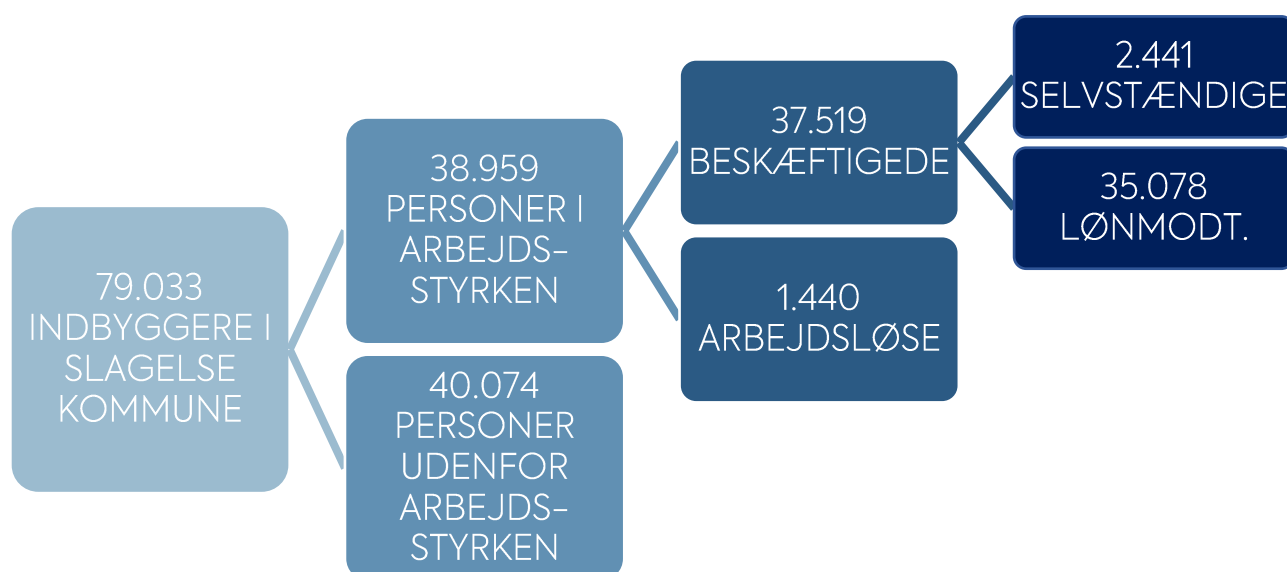 79.033
INDBYGGERE I
SLAGELSE
KOMMUNE
38.959
PERSONER I
ARBEJDS-
STYRKEN
40.074
PERSONER
UDENFOR
ARBEJDS-
STYRKEN
37.519
BESKÆFTIGEDE
1.440
ARBEJDSLØSE
2.441
SELVSTÆNDIGE
35.078
LØNMODT.